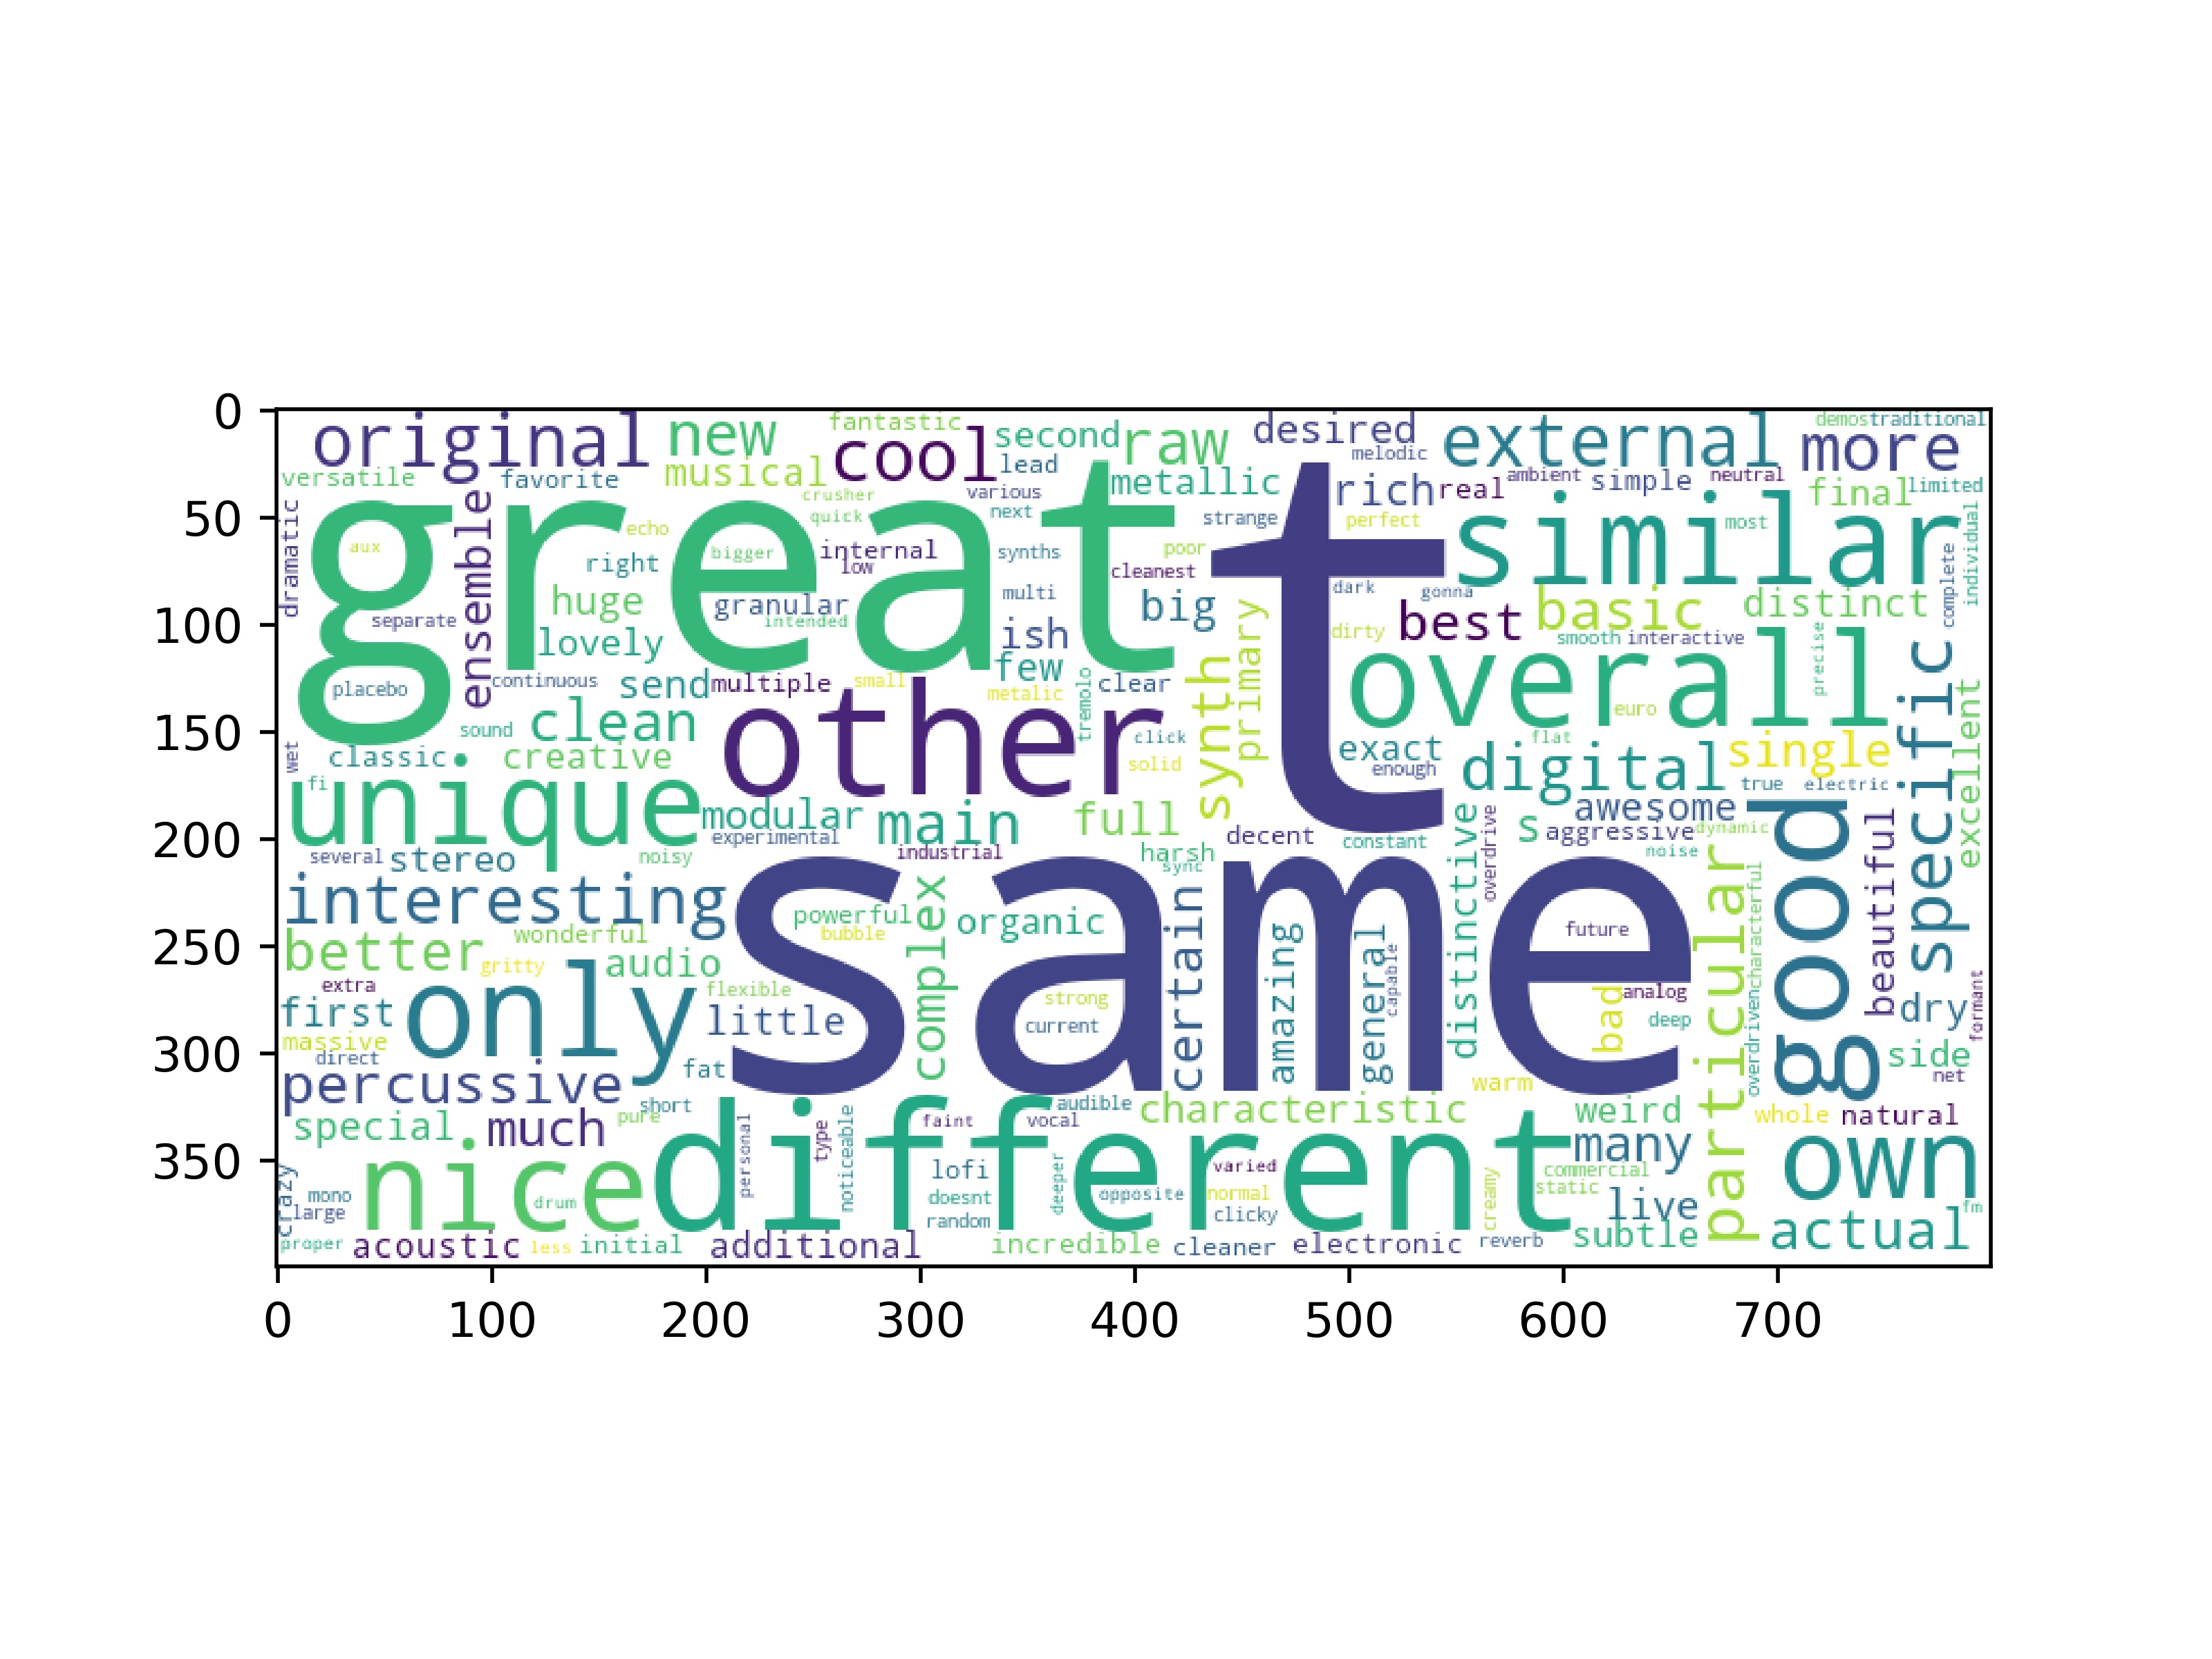 original new fantastic cool second raw desired external more demos traditional
versatile favorite musical lead metallic melodic rich real ambient simple neutral final limited
0
50
100
150
200
250
300
350
great
t
similar
dramatic
ensemble
aux
echo
crusher
quick
various
next
strange
perfect
most
individual
complete
right
bigger
internal
low
synths
poor
cleanest
dark
gonna
huge
granular
intended
multi
big
best
basic
distinct
separate
lovely
ish
primary
dirty
smooth interactive
precise
overall
specific
placebo
continuous
send
multiple
small
few
metalic
clear
tremolo
synth
euro
excellent
sound
clean
other
click
exact
flat
single
wet
classic
creative
solid
enough
digital
true
electric
fi
unique
modular
main
full
awesome
good
beautiful
experimental
decent
constant
s
aggressive
dynamic
several
stereo
noisy
industrial
harsh
sync
overdrive
distinctive
noise
same
interesting
powerful
bubble
complex
organic
certain
amazing
general
capable
future
particular
characterful
better
wonderful
gritty
audio
extra
flexible
strong
analog
bad
deep
overdriven
dry
formant
first
only
little
current
massive
direct
fat
warm
side
net
percussive
short
audible
characteristic
weird
whole
natural
special
much
pure
different
personal
type
noticeable
faint
vocal
many
own
crazy
nice
lofi
deeper
varied
commercial
mono
drum
doesnt
opposite
normal
creamy
static
large
random
clicky
live
fm
proper
acoustic
less
initial
additional
incredible
cleaner
electronic
reverb
subtle
actual
0 100 200 300 400 500 600 700